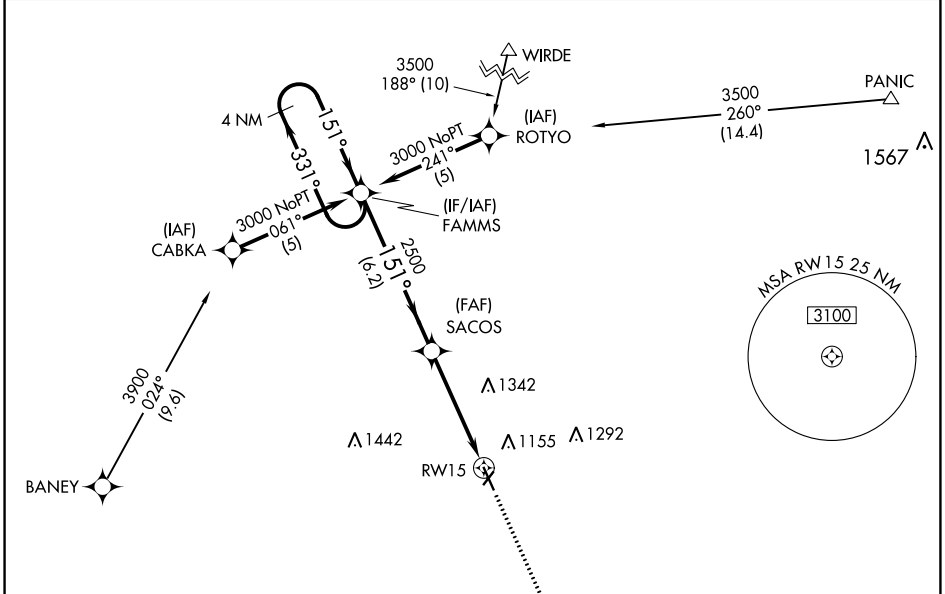 WIRDE
3500
188° (10)
PANIC
3500
260°
(14.4)
1567
(IAF)
ROTYO
4 NM
151°
331°
3000 NoPT
241°
(5)
(IF/IAF)
FAMMS
(IAF)
CABKA
3000 NoPT
061°
(5)
2500
151°
(6.2)
(FAF)
SACOS
MSA RW15 25 NM
3100
3900
024°
(9.6)
BANEY
1342
1442
1155
1292
RW15